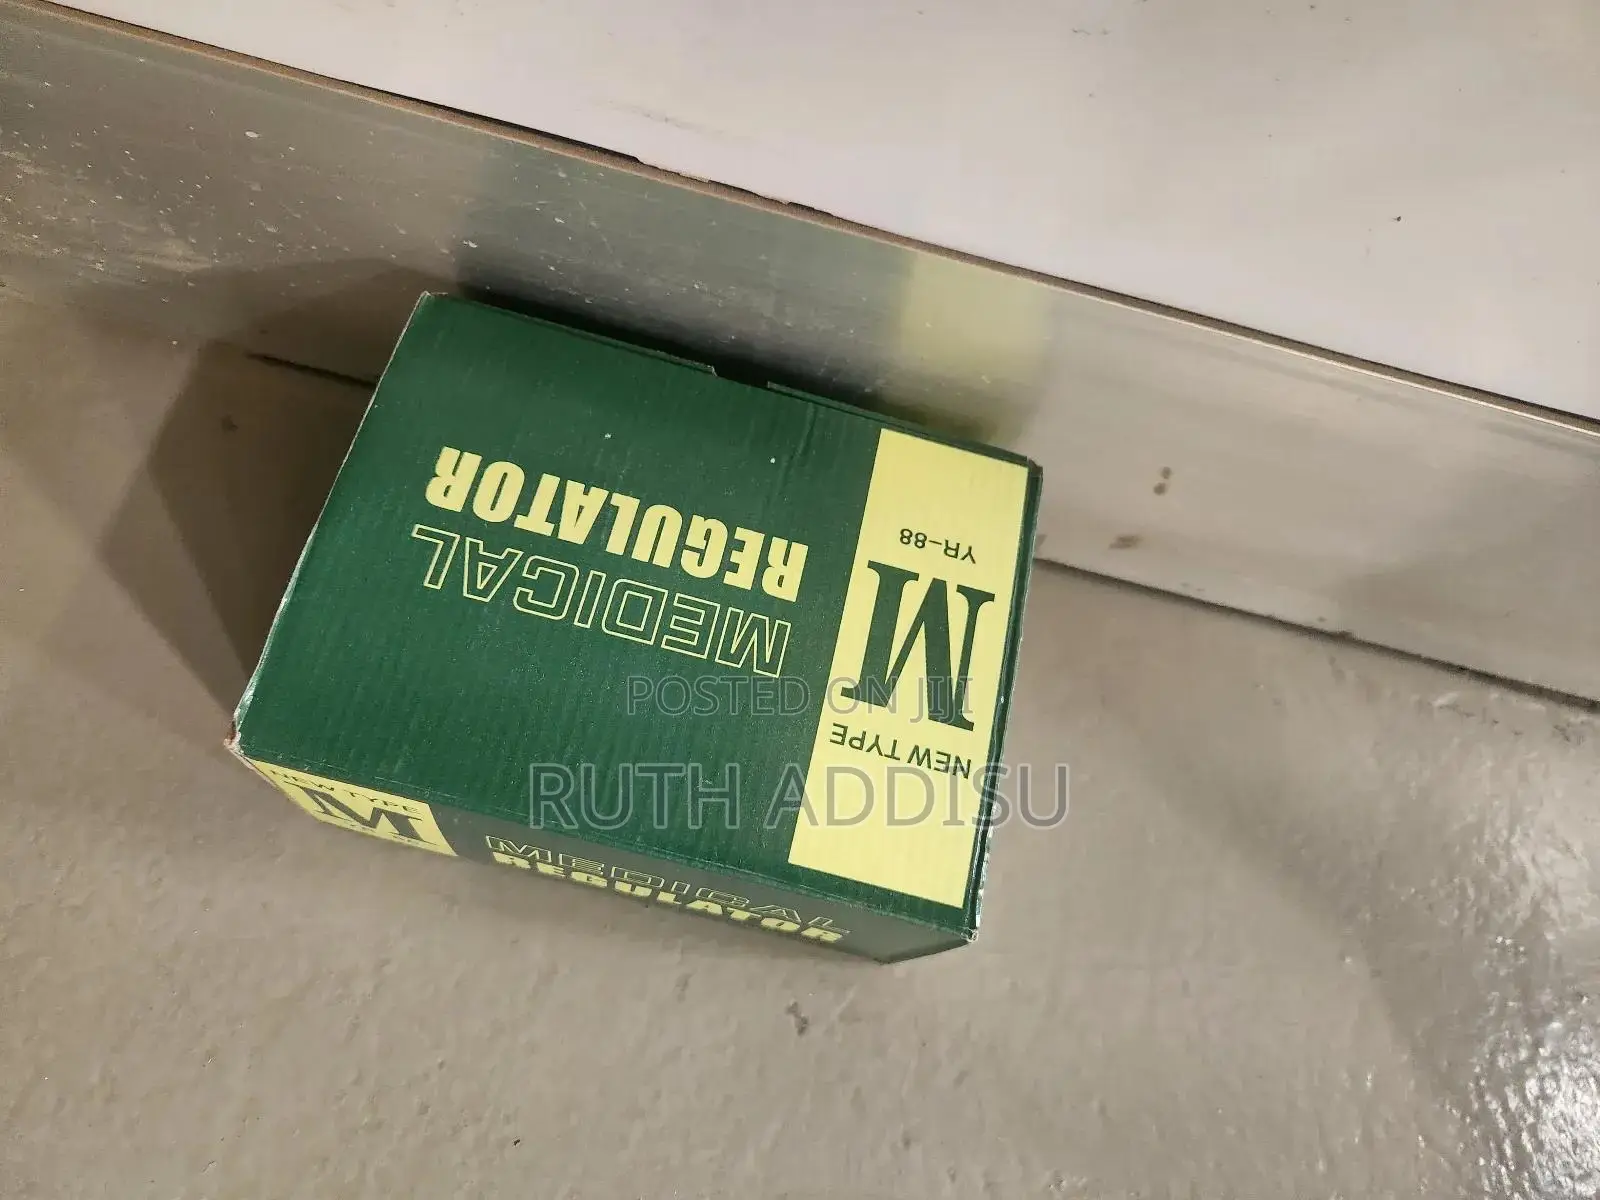 NEW TYPE
M
YR-88
MEDICAL
REGULATOR
NEW TYPE
M
MEDICAL
REGULATOR
POSTED ON JIJI
RUTH ADDISU